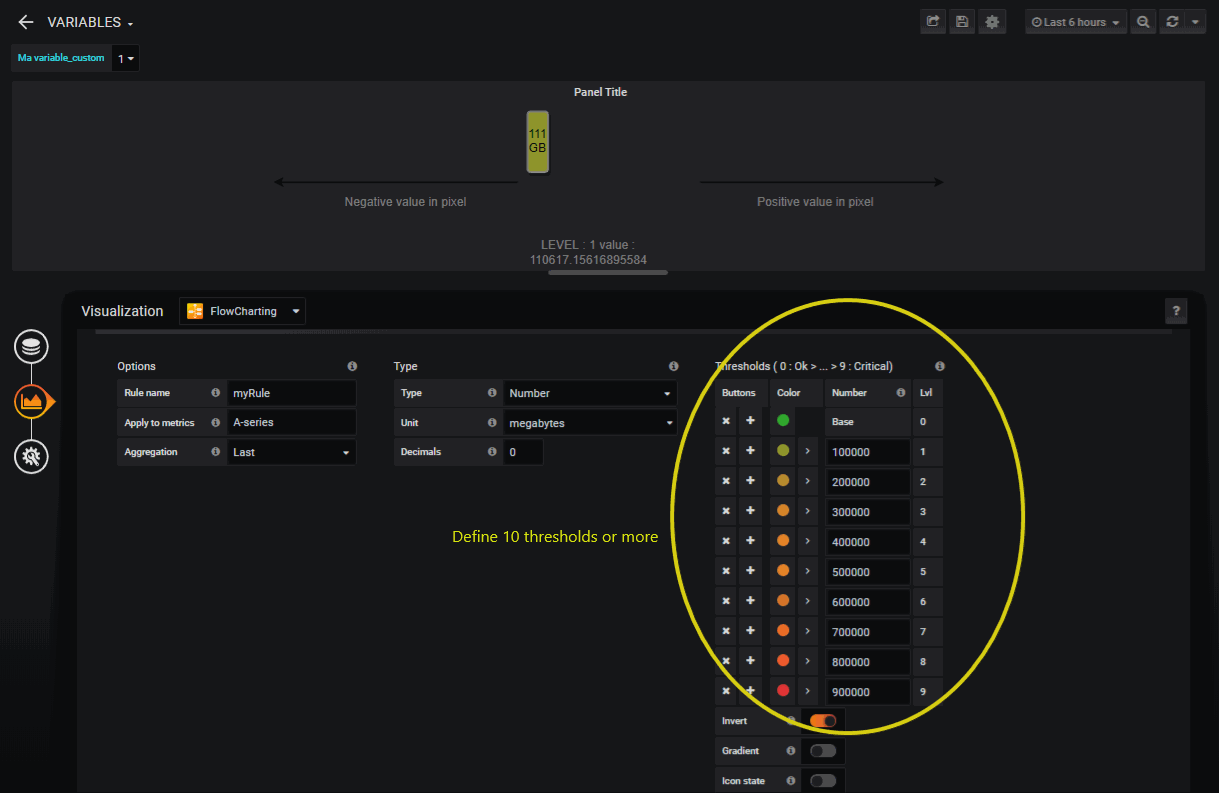 VARIABLES
Last 6 hours
Ma variable_custom 1
Panel Title
111
GB
Negative value in pixel
Positive value in pixel
LEVEL : 1 value :
110617.15616895584
Visualization FlowCharting ?
Options
Rule name myRule
Apply to metrics A-series
Aggregation Last
Type
Type Number
Unit megabytes
Decimals 0
Define 10 thresholds or more
Thresholds ( 0 : Ok > ... > 9 : Critical)
Buttons Color Number Lvl
Base 0
100000 1
200000 2
300000 3
400000 4
500000 5
600000 6
700000 7
800000 8
900000 9
Invert
Gradient
Icon state